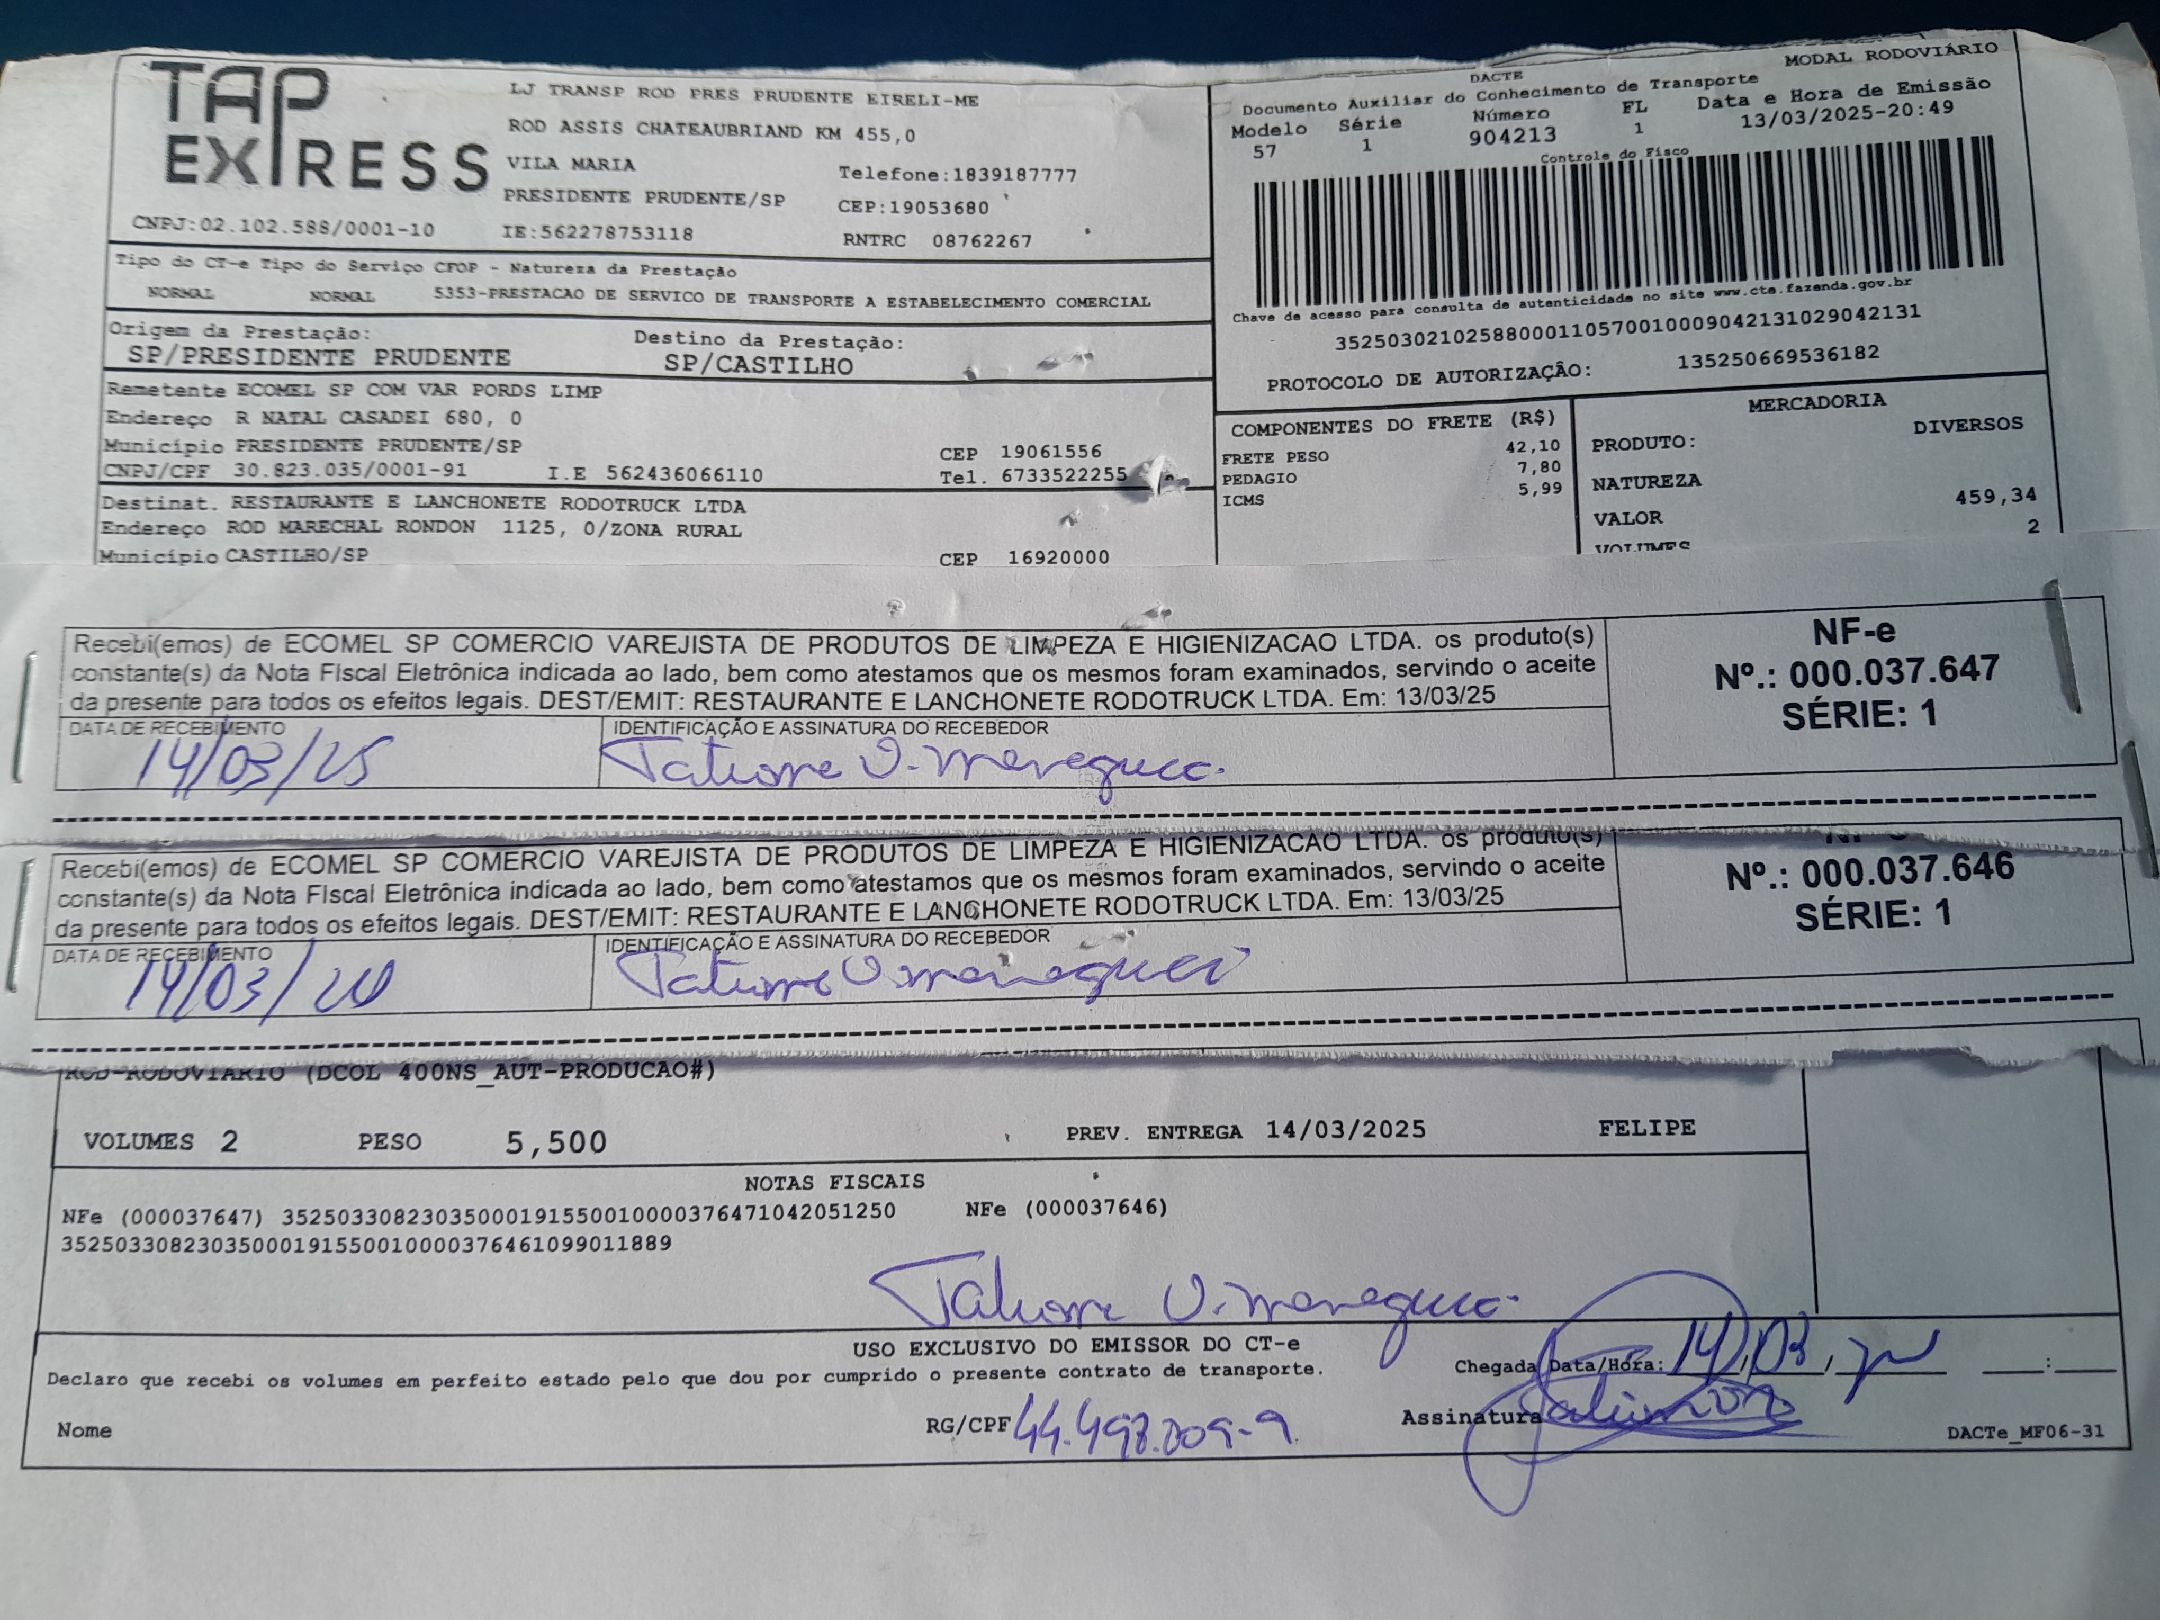 TAP EXPRESS
LJ TRANSP ROD PRES PRUDENTE EIRELI-ME
ROD ASSIS CHATEAUBRIAND KM 455,0
VILA MARIA Telefone:1839187777
PRESIDENTE PRUDENTE/SP CEP:19053680
CNPJ:02.102.588/0001-10 IE:562278753118 RNTRC 08762267
Tipo do CT-e Tipo do Serviço CFOP - Natureza da Prestação
NORMAL NORMAL 5353-PRESTACAO DE SERVICO DE TRANSPORTE A ESTABELECIMENTO COMERCIAL
Origem da Prestação: Destino da Prestação:
SP/PRESIDENTE PRUDENTE SP/CASTILHO
Remetente ECOMEL SP COM VAR PORDS LIMP
Endereço R NATAL CASADEI 680, 0
Município PRESIDENTE PRUDENTE/SP CEP 19061556
CNPJ/CPF 30.823.035/0001-91 I.E 562436066110 Tel. 6733522255
Destinat. RESTAURANTE E LANCHONETE RODOTRUCK LTDA
Endereço ROD MARECHAL RONDON 1125, 0/ZONA RURAL
Município CASTILHO/SP CEP 16920000
DACTE MODAL RODOVIÁRIO
Documento Auxiliar do Conhecimento de Transporte
Modelo Série Número FL Data e Hora de Emissão
57 1 904213 1 13/03/2025-20:49
Controle do Fisco
Chave de acesso para consulta de autenticidade no site www.cte.fazenda.gov.br
35250302102588000110570010009042131029042131
PROTOCOLO DE AUTORIZAÇÃO: 135250669536182
COMPONENTES DO FRETE (R$)
FRETE PESO 42,10
PEDAGIO 7,80
ICMS 5,99
MERCADORIA
PRODUTO: DIVERSOS
NATUREZA
VALOR 459,34
VOLUMES 2
Recebi(emos) de ECOMEL SP COMERCIO VAREJISTA DE PRODUTOS DE LIMPEZA E HIGIENIZACAO LTDA. os produto(s)
constante(s) da Nota FIscal Eletrônica indicada ao lado, bem como atestamos que os mesmos foram examinados, servindo o aceite
da presente para todos os efeitos legais. DEST/EMIT: RESTAURANTE E LANCHONETE RODOTRUCK LTDA. Em: 13/03/25
NF-e
Nº.: 000.037.647
SÉRIE: 1
DATA DE RECEBIMENTO IDENTIFICAÇÃO E ASSINATURA DO RECEBEDOR
14/03/25
Recebi(emos) de ECOMEL SP COMERCIO VAREJISTA DE PRODUTOS DE LIMPEZA E HIGIENIZACAO LTDA. os produto(s)
constante(s) da Nota FIscal Eletrônica indicada ao lado, bem como atestamos que os mesmos foram examinados, servindo o aceite
da presente para todos os efeitos legais. DEST/EMIT: RESTAURANTE E LANCHONETE RODOTRUCK LTDA. Em: 13/03/25
Nº.: 000.037.646
SÉRIE: 1
DATA DE RECEBIMENTO IDENTIFICAÇÃO E ASSINATURA DO RECEBEDOR
14/03/
ROD-RODOVIARIO (DCOL 400NS_AUT-PRODUCAO#)
VOLUMES 2 PESO 5,500 PREV. ENTREGA 14/03/2025 FELIPE
NOTAS FISCAIS
NFe (000037647) 35250330823035000191550010000376471042051250 NFe (000037646)
35250330823035000191550010000376461099011889
USO EXCLUSIVO DO EMISSOR DO CT-e
Declaro que recebi os volumes em perfeito estado pelo que dou por cumprido o presente contrato de transporte.
Chegada Data/Hora: 14/03/
Nome RG/CPF 44.498.009-9 Assinatura
DACTe_MF06-31